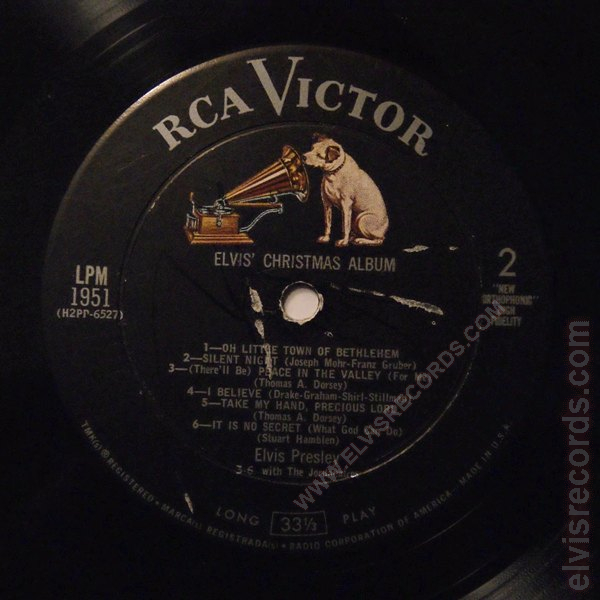 RCA VICTOR
ELVIS' CHRISTMAS ALBUM
LPM
1951
(H2PP-6527)
2
"NEW
ORTHOPHONIC"
HIGH
FIDELITY
1—OH LITTLE TOWN OF BETHLEHEM
2—SILENT NIGHT (Joseph Mohr-Franz Gruber)
3—(There'll Be) PEACE IN THE VALLEY (For
(Thomas A. Dorsey)
4—I BELIEVE (Drake-Graham-Shirl-Stillman)
5—TAKE MY HAND, PRECIOUS LORD
(Thomas A. Dorsey)
6—IT IS NO SECRET (What God Can Do)
(Stuart Hamblen)
Elvis Presley
3-6 with The Jordanaires
LONG 33⅓ PLAY
TMK(s) ® REGISTERED • MARCA(s) REGISTRADA(s) • RADIO CORPORATION OF AMERICA, MADE IN U.S.A.
WWW.ELVISRECORDS.COM
elvisrecords.com